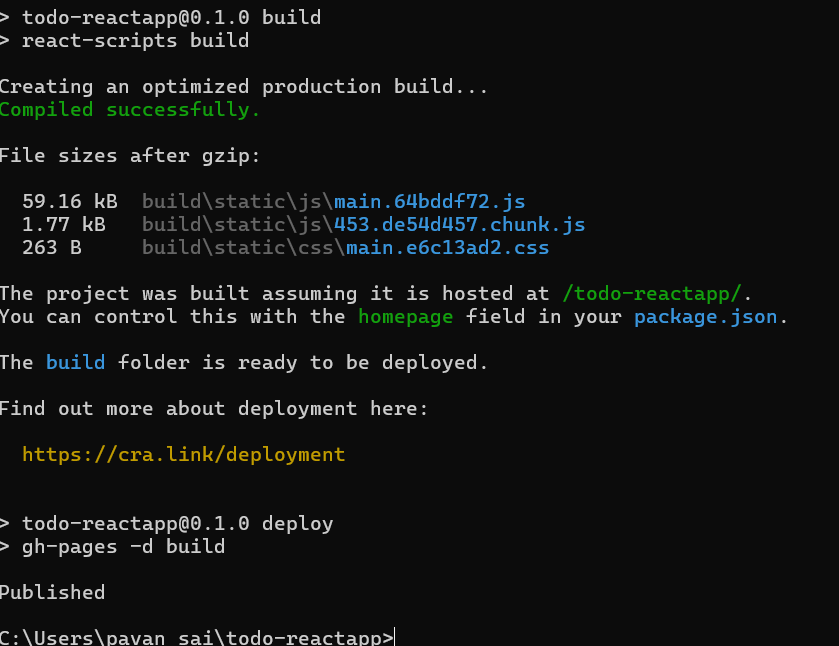 > todo-reactapp@0.1.0 build
> react-scripts build
Creating an optimized production build...
Compiled successfully.
File sizes after gzip:
59.16 kB  build\static\js\main.64bddf72.js
1.77 kB   build\static\js\453.de54d457.chunk.js
263 B     build\static\css\main.e6c13ad2.css
The project was built assuming it is hosted at /todo-reactapp/.
You can control this with the homepage field in your package.json.
The build folder is ready to be deployed.
Find out more about deployment here:
https://cra.link/deployment
> todo-reactapp@0.1.0 deploy
> gh-pages -d build
Published
C:\Users\pavan sai\todo-reactapp>